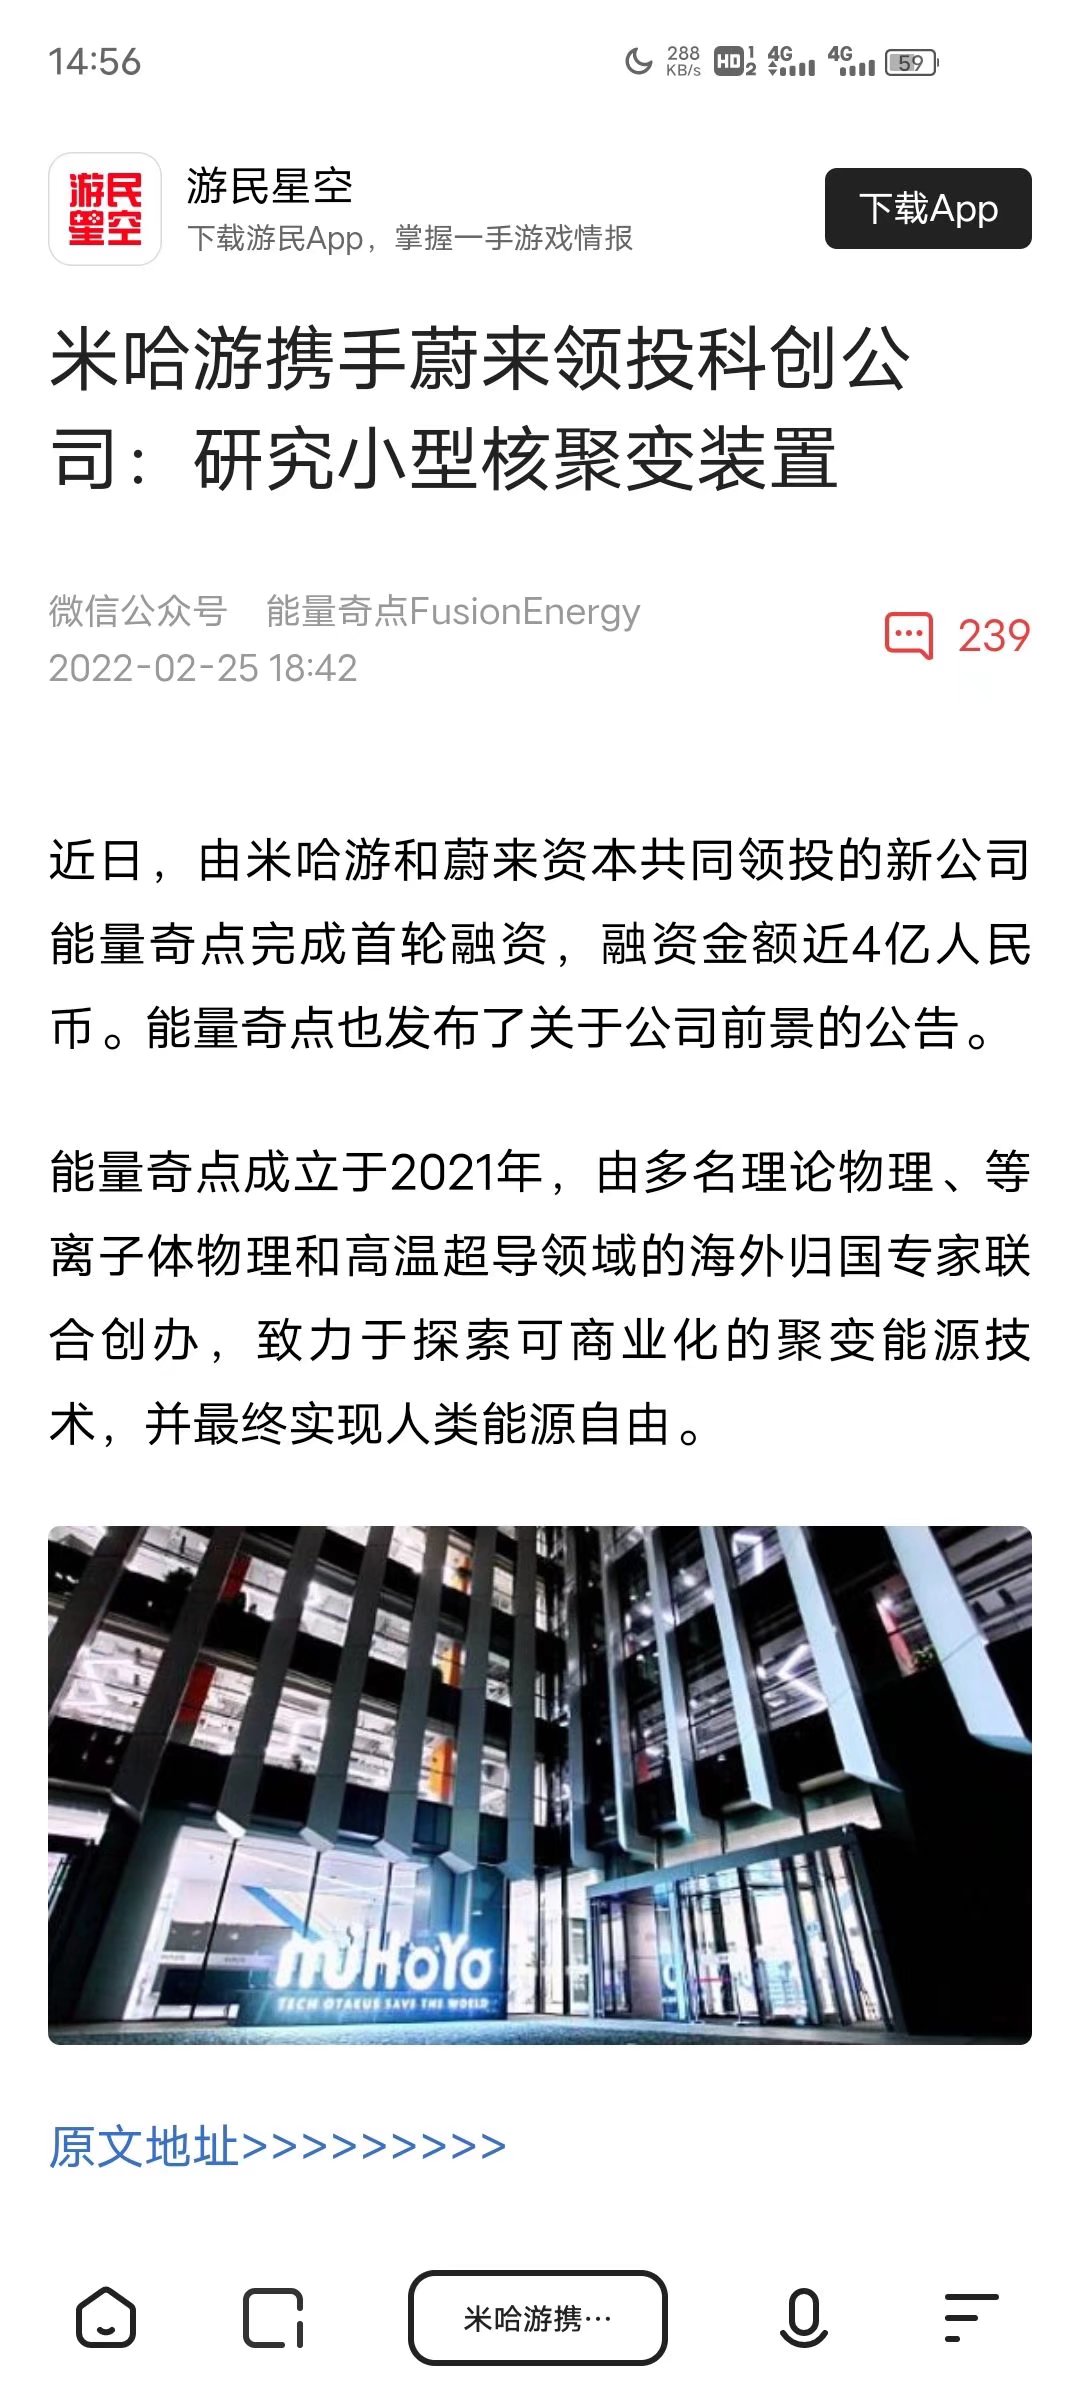 14:56
288
KB/s
HD 1 2
4G
4G
59
游民星空
游民星空
下载游民App，掌握一手游戏情报
下载App
米哈游携手蔚来领投科创公
司：研究小型核聚变装置
微信公众号 能量奇点FusionEnergy
2022-02-25 18:42
239
近日，由米哈游和蔚来资本共同领投的新公司
能量奇点完成首轮融资，融资金额近4亿人民
币。能量奇点也发布了关于公司前景的公告。
能量奇点成立于2021年，由多名理论物理、等
离子体物理和高温超导领域的海外归国专家联
合创办，致力于探索可商业化的聚变能源技
术，并最终实现人类能源自由。
miHoYo
TECH OTAKUS SAVE THE WORLD
原文地址>>>>>>>>>
米哈游携…